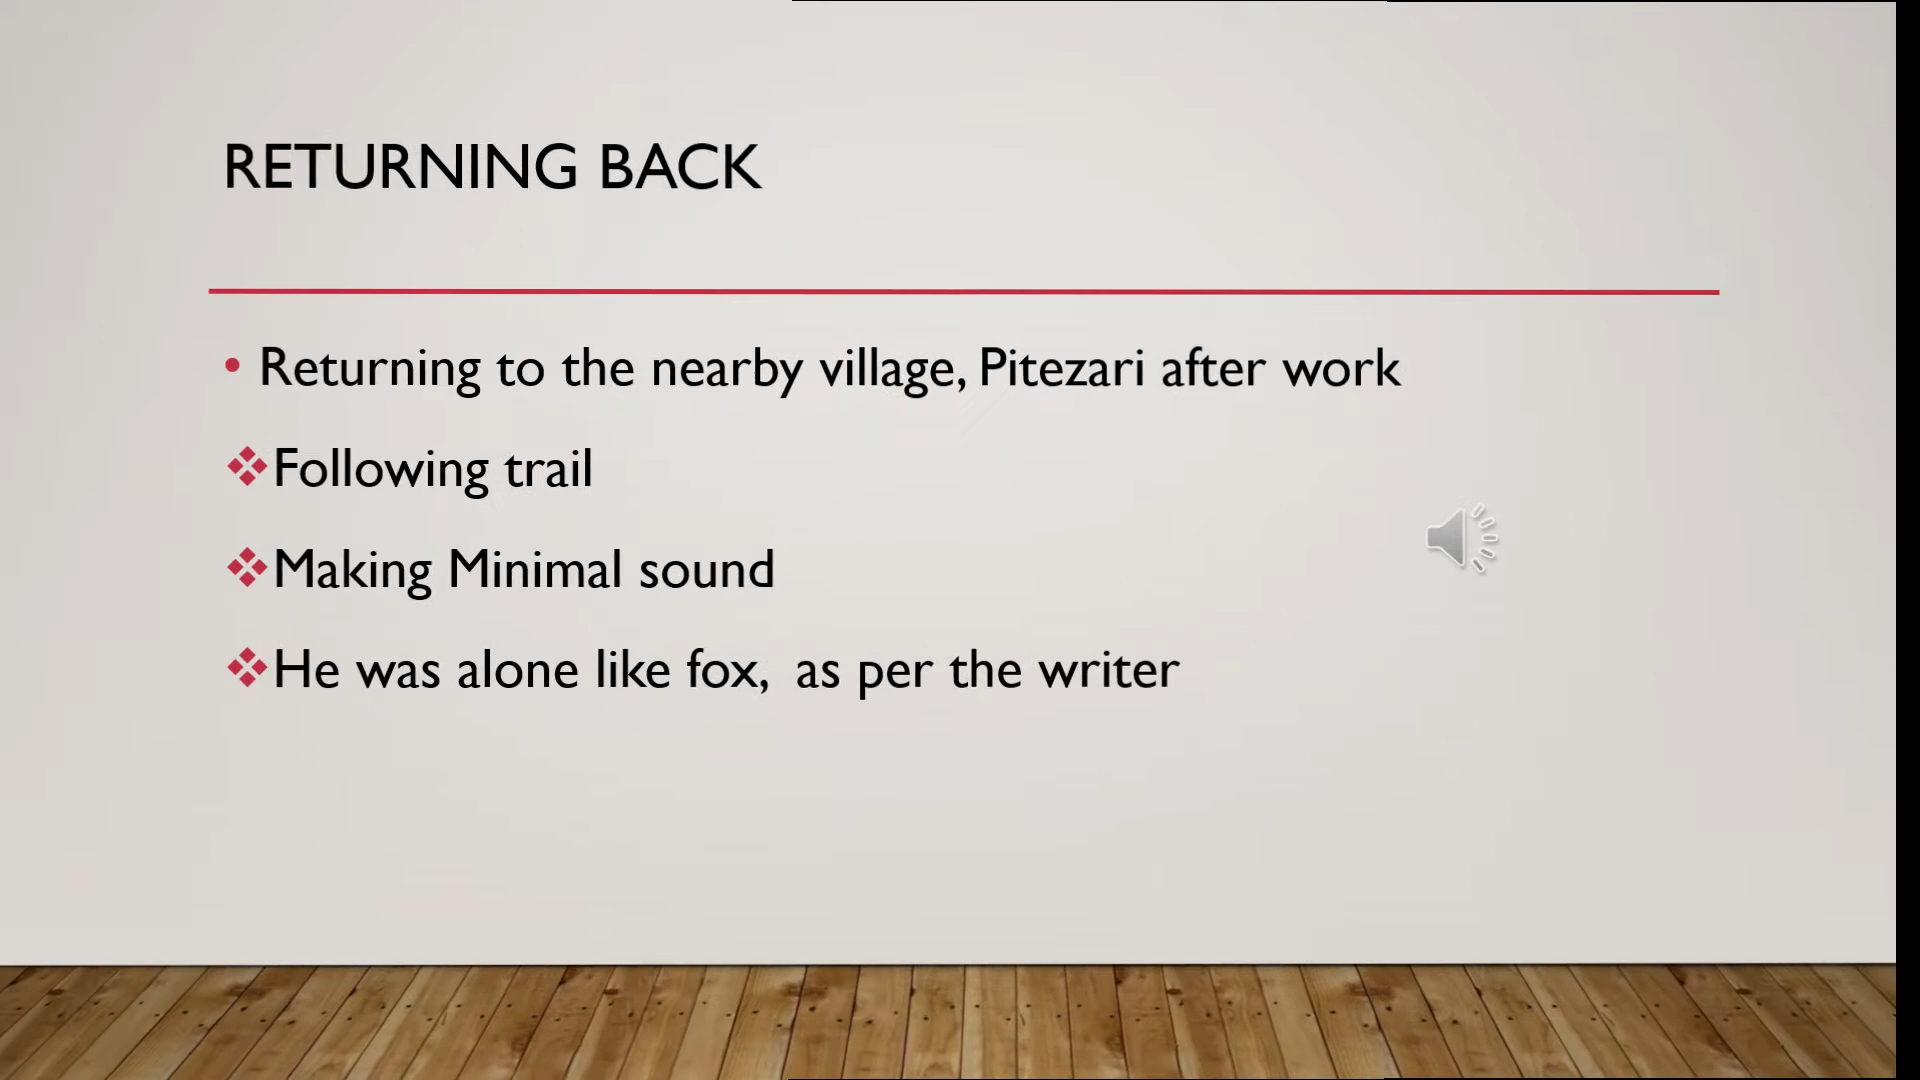 RETURNING BACK
• Returning to the nearby village, Pitezari after work
❖Following trail
❖Making Minimal sound
❖He was alone like fox, as per the writer